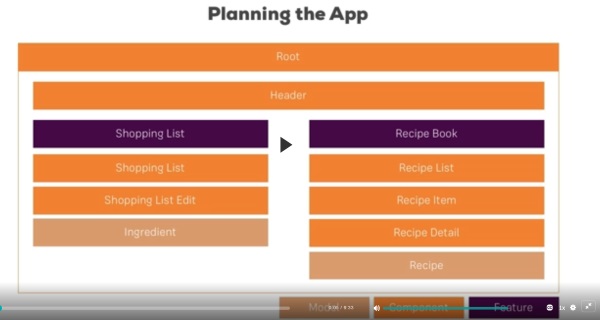 Planning the App
Root
Header
Shopping List
Recipe Book
Shopping List
Recipe List
Shopping List Edit
Recipe Item
Ingredient
Recipe Detail
Recipe
Model
Component
Feature